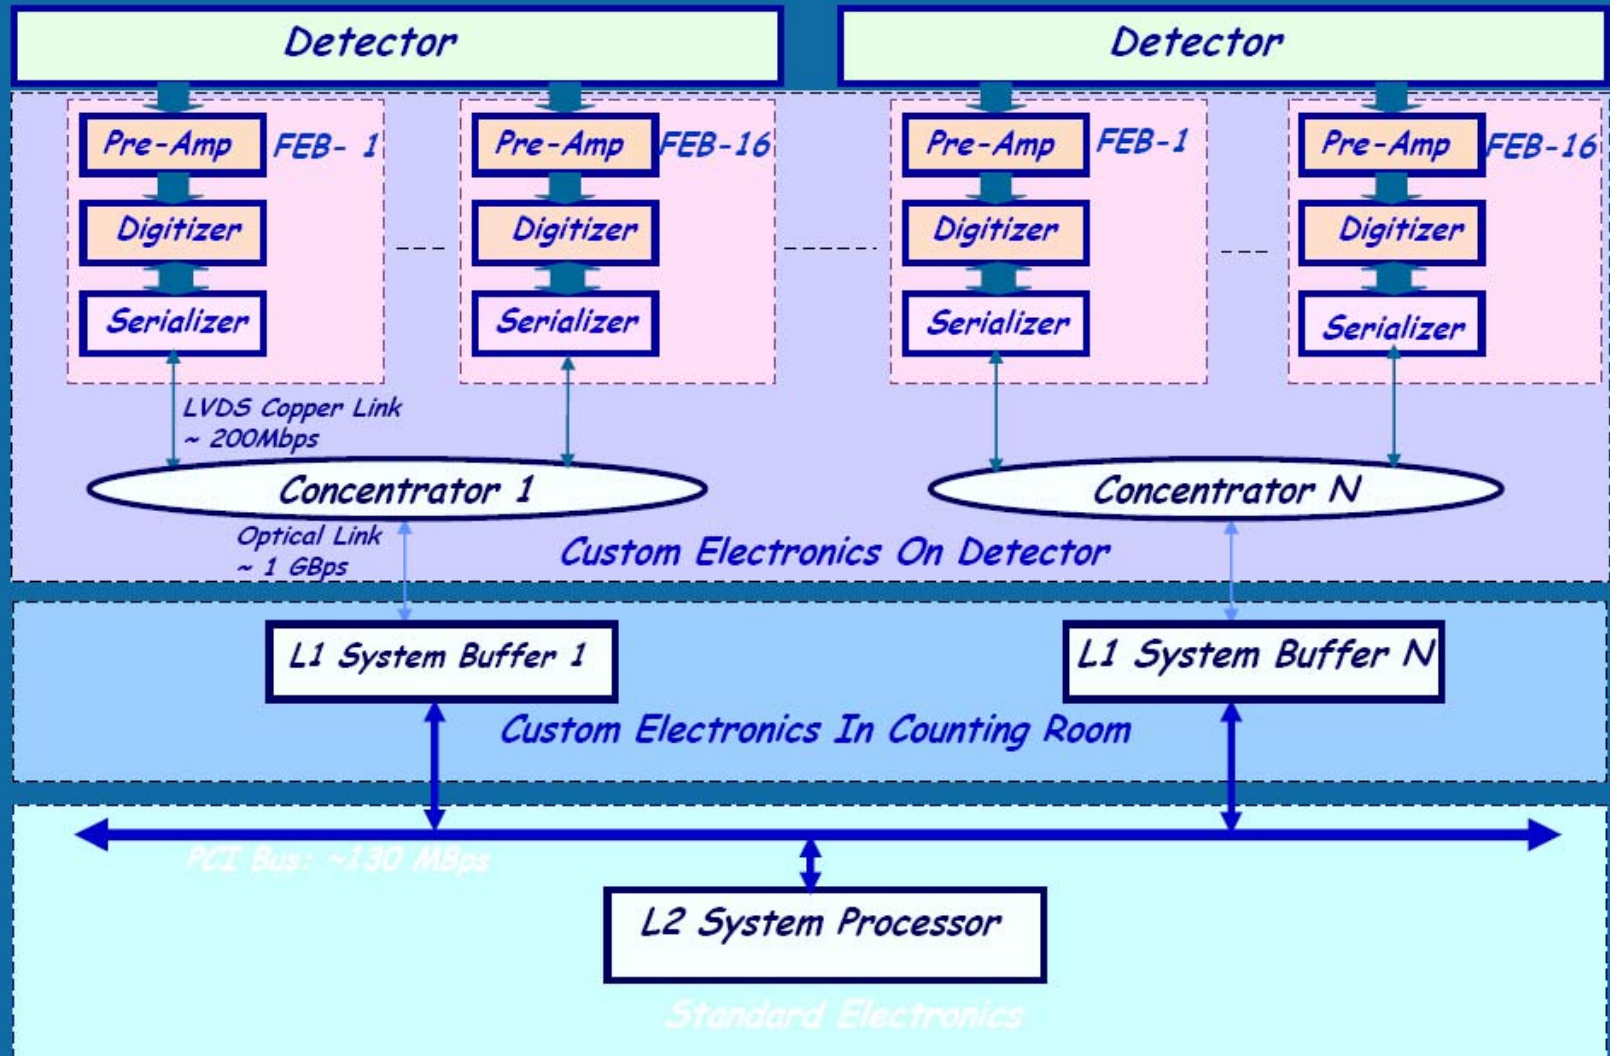 Detector
Detector
Pre-Amp
FEB- 1
Pre-Amp
FEB-16
Pre-Amp
FEB-1
Pre-Amp
FEB-16
Digitizer
Digitizer
Digitizer
Digitizer
Serializer
Serializer
Serializer
Serializer
LVDS Copper Link
~ 200Mbps
Concentrator 1
Concentrator N
Optical Link
~ 1 GBps
Custom Electronics On Detector
L1 System Buffer 1
L1 System Buffer N
Custom Electronics In Counting Room
PCI Bus: ~130 MBps
L2 System Processor
Standard Electronics